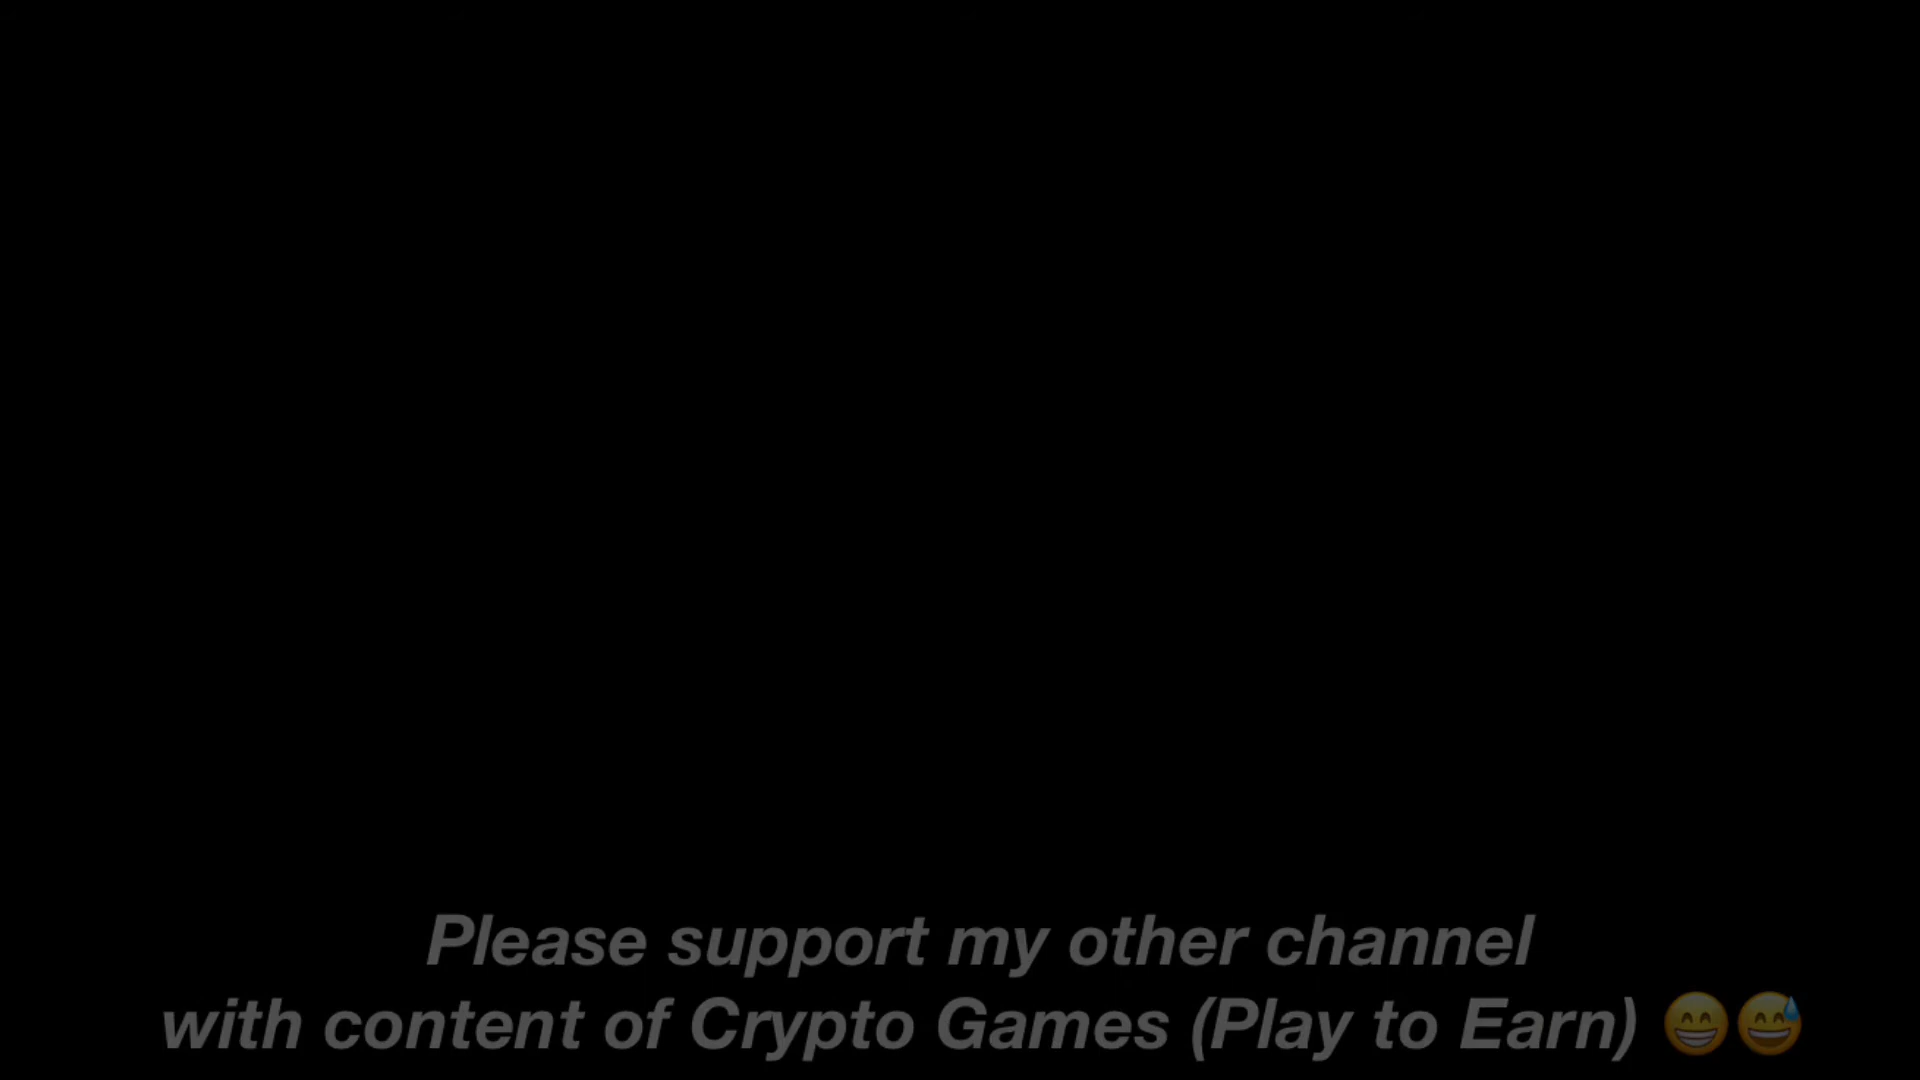 Please support my other channel
with content of Crypto Games (Play to Earn) 😁😅